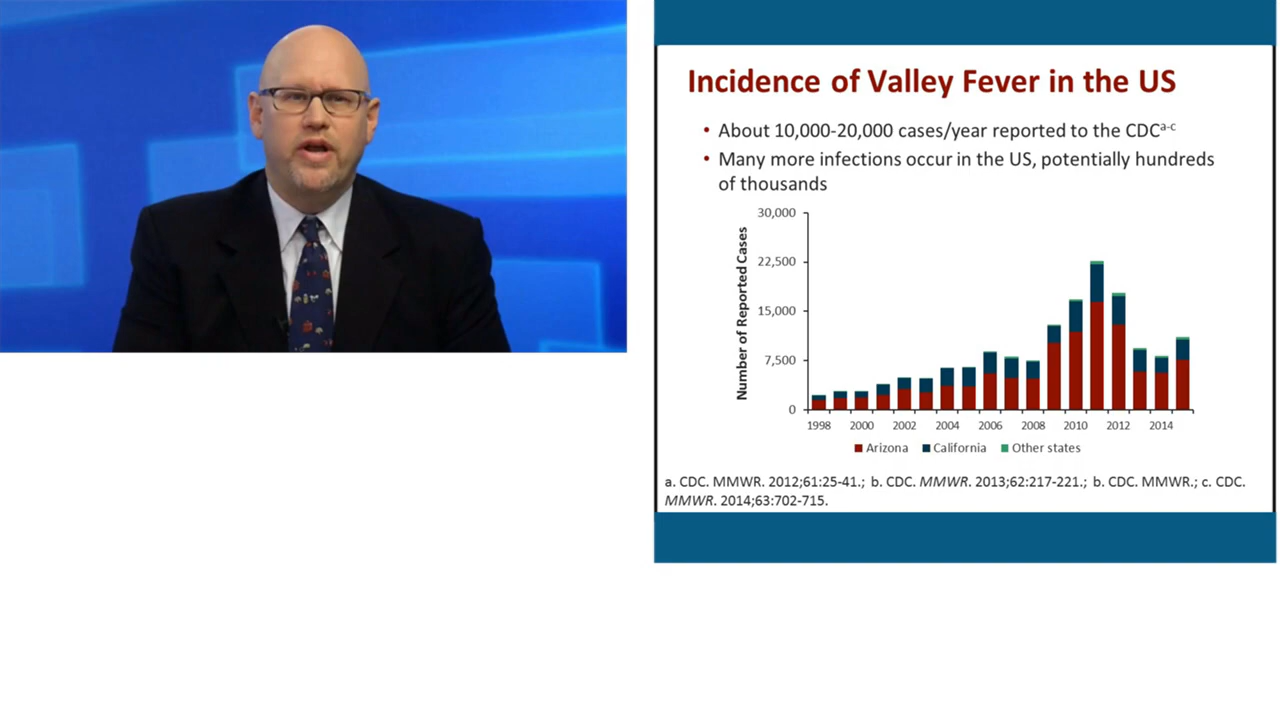 Incidence of Valley Fever in the US
• About 10,000-20,000 cases/year reported to the CDCa-c
• Many more infections occur in the US, potentially hundreds
of thousands
Number of Reported Cases
30,000
22,500
15,000
7,500
0
1998 2000 2002 2004 2006 2008 2010 2012 2014
Arizona California Other states
a. CDC. MMWR. 2012;61:25-41.; b. CDC. MMWR. 2013;62:217-221.; b. CDC. MMWR.; c. CDC.
MMWR. 2014;63:702-715.